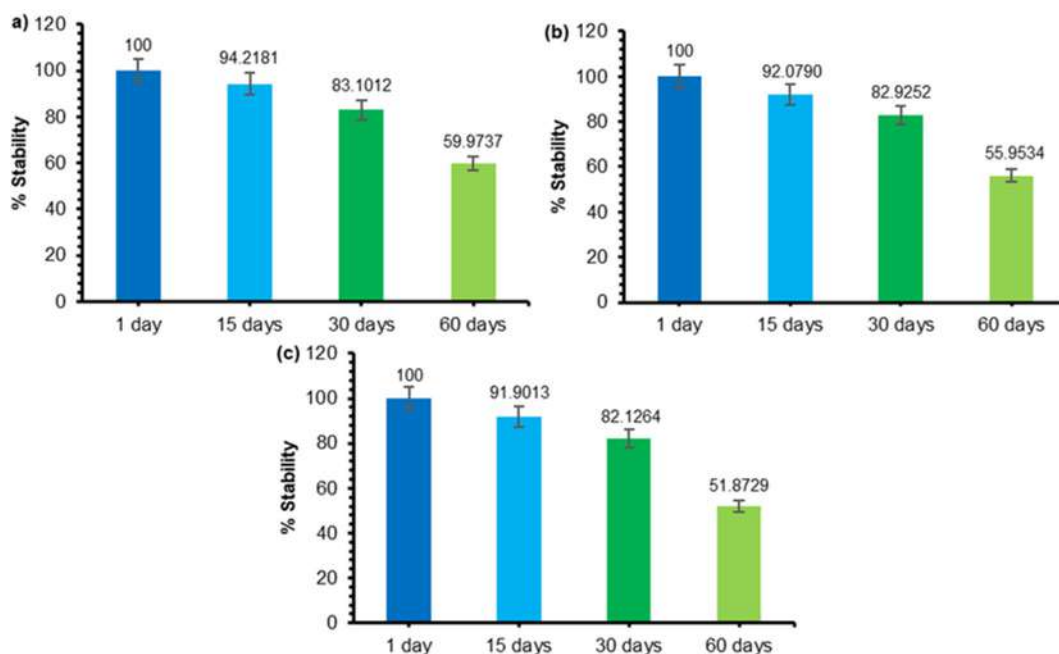 a)
120
100
80
60
40
20
0
% Stability
100
94.2181
83.1012
59.9737
1 day
15 days
30 days
60 days
(b)
120
100
80
60
40
20
0
% Stability
100
92.0790
82.9252
55.9534
1 day
15 days
30 days
60 days
(c)
120
100
80
60
40
20
0
% Stability
100
91.9013
82.1264
51.8729
1 day
15 days
30 days
60 days